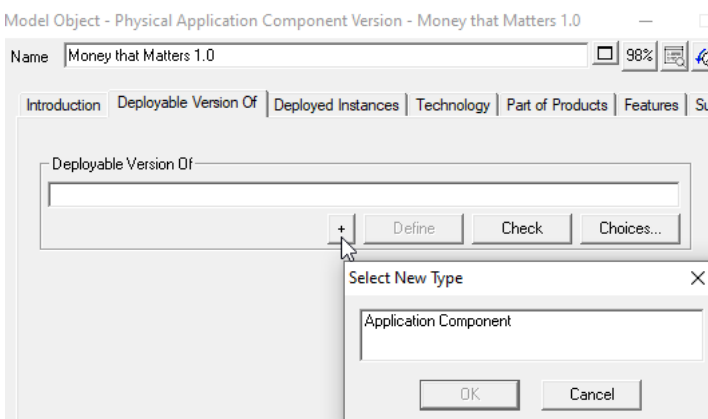 Model Object - Physical Application Component Version - Money that Matters 1.0
Name Money that Matters 1.0 98%
Introduction Deployable Version Of Deployed Instances Technology Part of Products Features Su
Deployable Version Of
+ Define Check Choices...
Select New Type
Application Component
OK Cancel